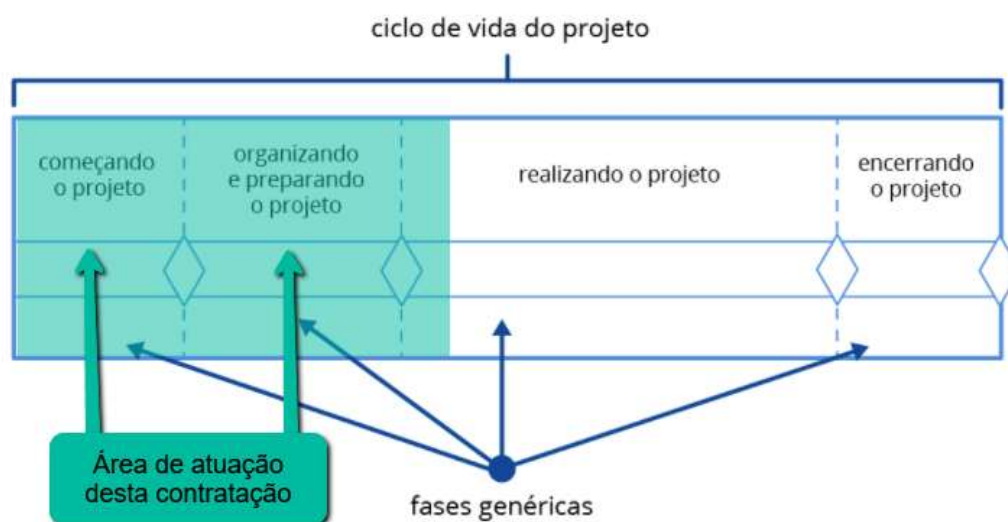 ciclo de vida do projeto
começando
o projeto
organizando
e preparando
o projeto
realizando o projeto
encerrando
o projeto
Área de atuação
desta contratação
fases genéricas